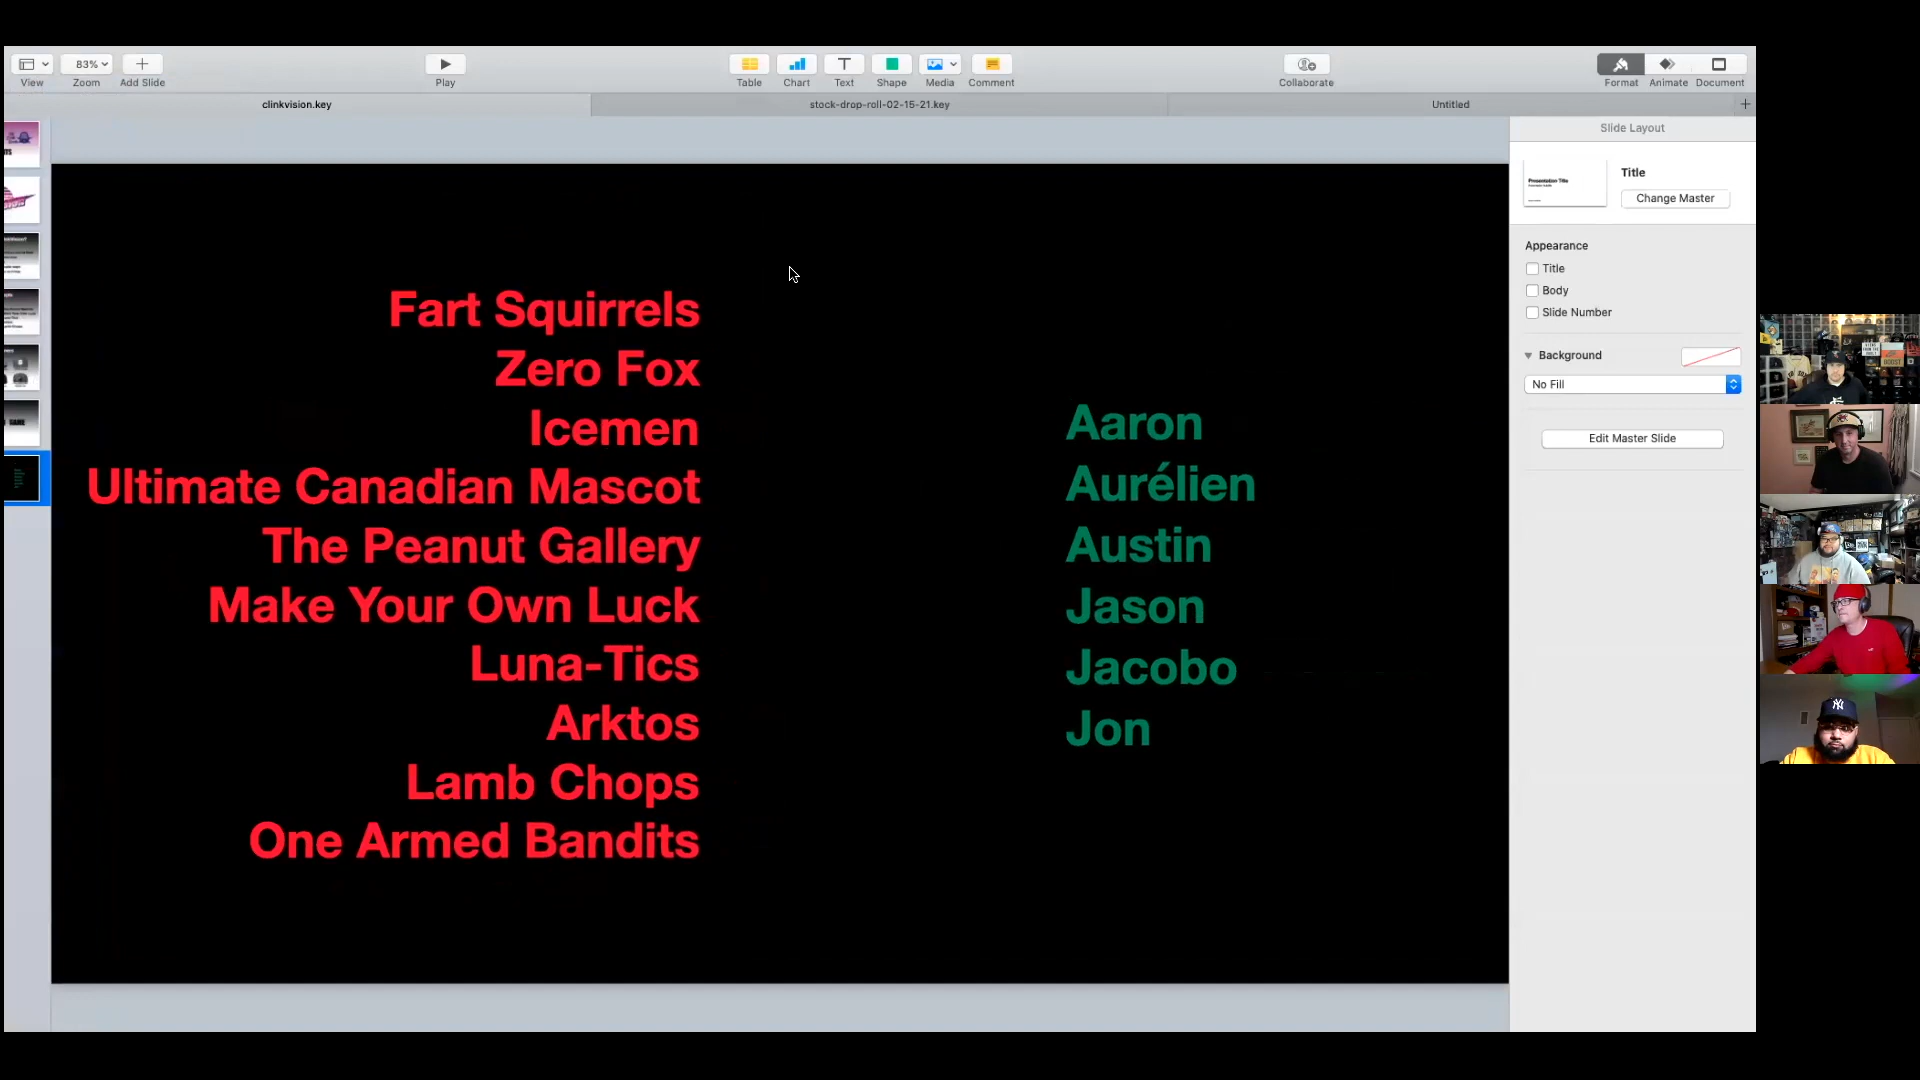 83%
View
Zoom
Add Slide
Play
Table
Chart
Text
Shape
Media
Comment
Collaborate
Format
Animate
Document
clinkvision.key
stock-drop-roll-02-15-21.key
Untitled
Slide Layout
Presentation Title
Title
Change Master
Appearance
Title
Body
Slide Number
Background
No Fill
Edit Master Slide
Fart Squirrels
Zero Fox
Icemen
Ultimate Canadian Mascot
The Peanut Gallery
Make Your Own Luck
Luna-Tics
Arktos
Lamb Chops
One Armed Bandits
Aaron
Aurélien
Austin
Jason
Jacobo
Jon